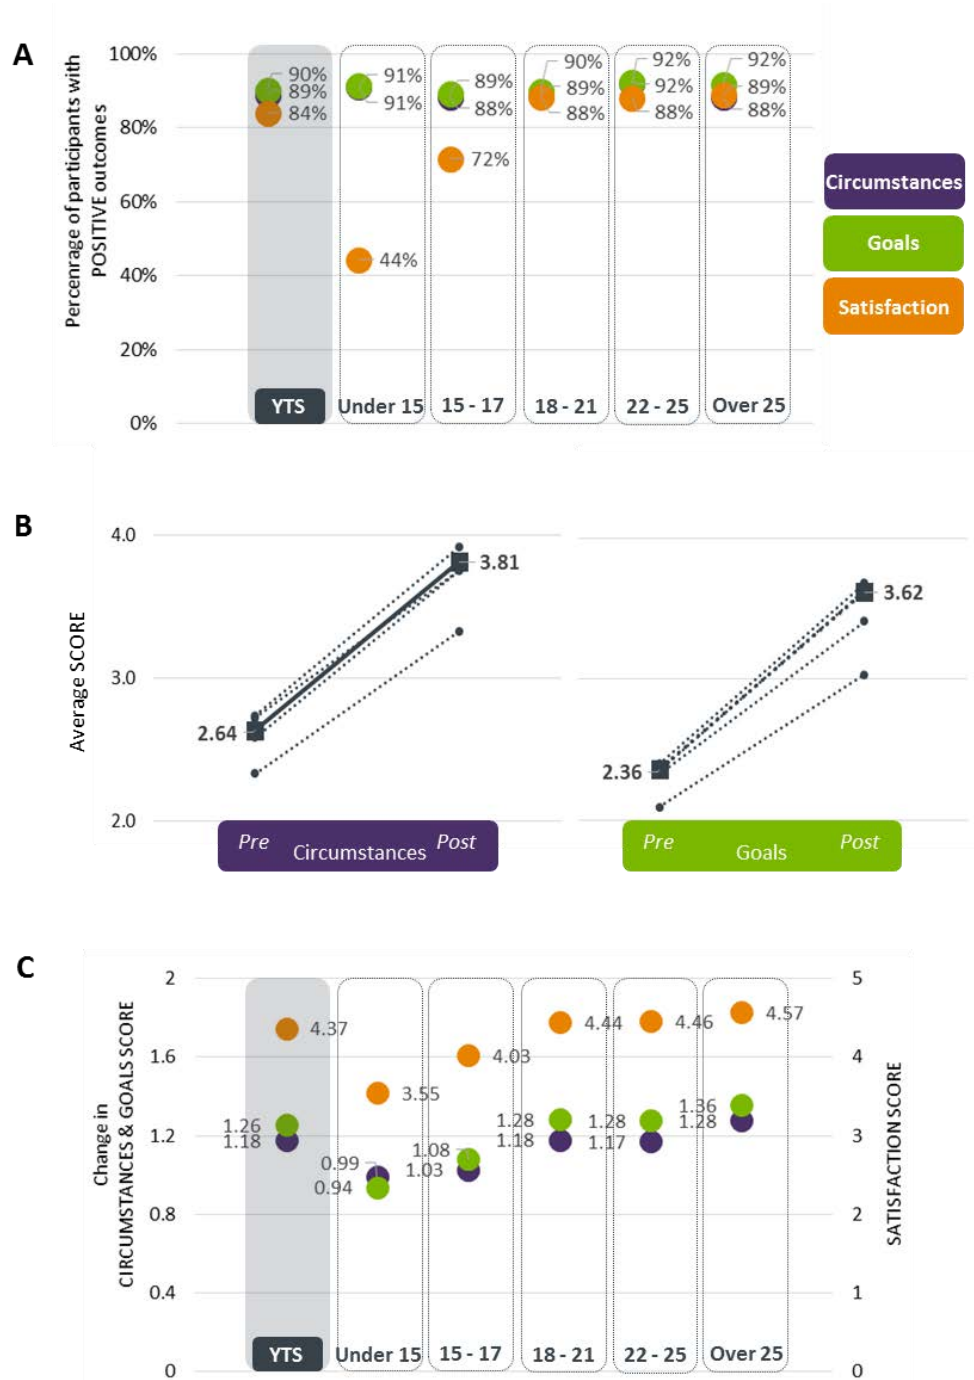 A
Percenrage of participants with
POSITIVE outcomes
100%
80%
60%
40%
20%
0%
90%
89%
84%
91%
91%
44%
89%
88%
72%
90%
89%
88%
92%
92%
88%
92%
89%
88%
YTS
Under 15
15 - 17
18 - 21
22 - 25
Over 25
Circumstances
Goals
Satisfaction
B
Average SCORE
4.0
3.0
2.0
2.64
3.81
2.36
3.62
Pre
Circumstances
Post
Pre
Goals
Post
C
Change in
CIRCUMSTANCES & GOALS SCORE
2
1.6
1.2
0.8
0.4
0
4.37
1.26
1.18
3.55
0.99
0.94
4.03
1.08
1.03
4.44
1.28
1.18
4.46
1.28
1.17
4.57
1.36
1.28
YTS
Under 15
15 - 17
18 - 21
22 - 25
Over 25
5
4
3
2
1
0
SATISFACTION SCORE